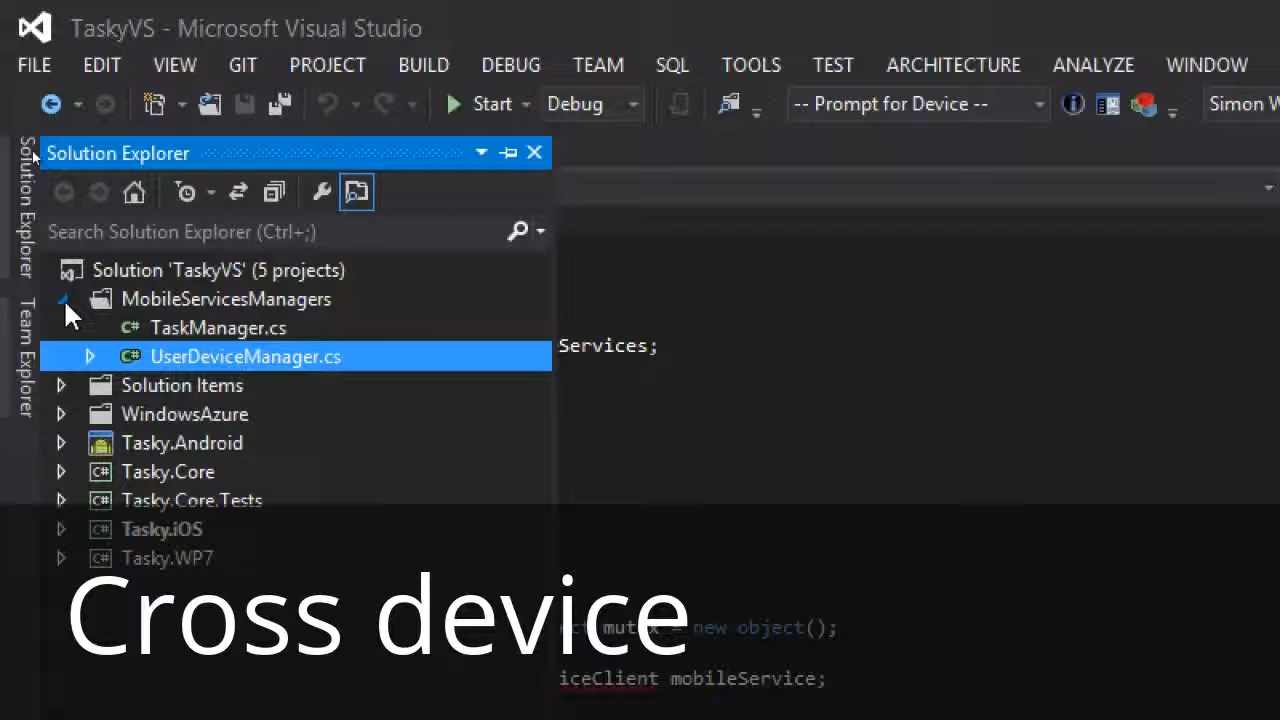 TaskyVS - Microsoft Visual Studio
FILE EDIT VIEW GIT PROJECT BUILD DEBUG TEAM SQL TOOLS TEST ARCHITECTURE ANALYZE WINDOW
Start Debug -- Prompt for Device -- Simon W
Solution Explorer
Team Explorer
Solution Explorer
Search Solution Explorer (Ctrl+;)
Solution 'TaskyVS' (5 projects)
MobileServicesManagers
C# TaskManager.cs
Services;
C# UserDeviceManager.cs
Solution Items
WindowsAzure
Tasky.Android
C# Tasky.Core
C# Tasky.Core.Tests
C# Tasky.iOS
C# Tasky.WP7
Cross device
ct mutex = new object();
iceClient mobileService;